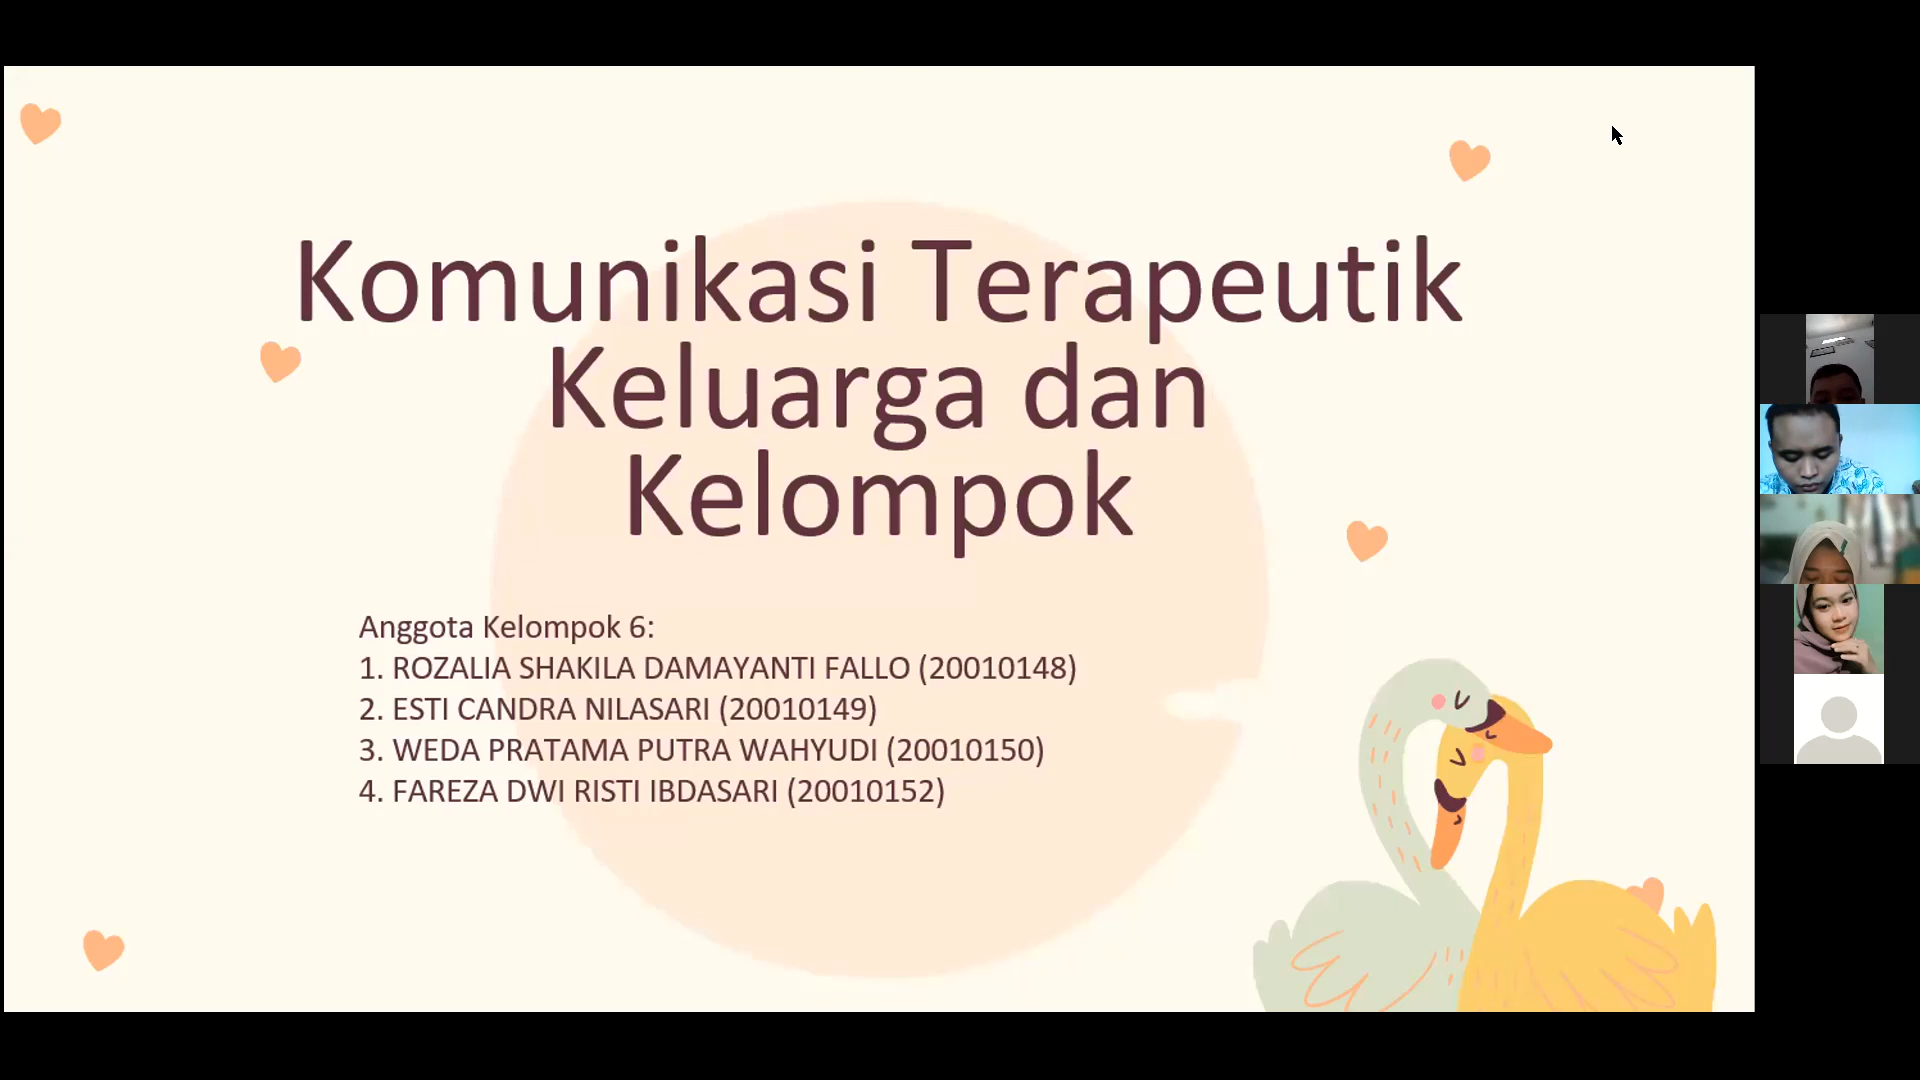 Komunikasi Terapeutik
Keluarga dan
Kelompok
Anggota Kelompok 6:
1. ROZALIA SHAKILA DAMAYANTI FALLO (20010148)
2. ESTI CANDRA NILASARI (20010149)
3. WEDA PRATAMA PUTRA WAHYUDI (20010150)
4. FAREZA DWI RISTI IBDASARI (20010152)